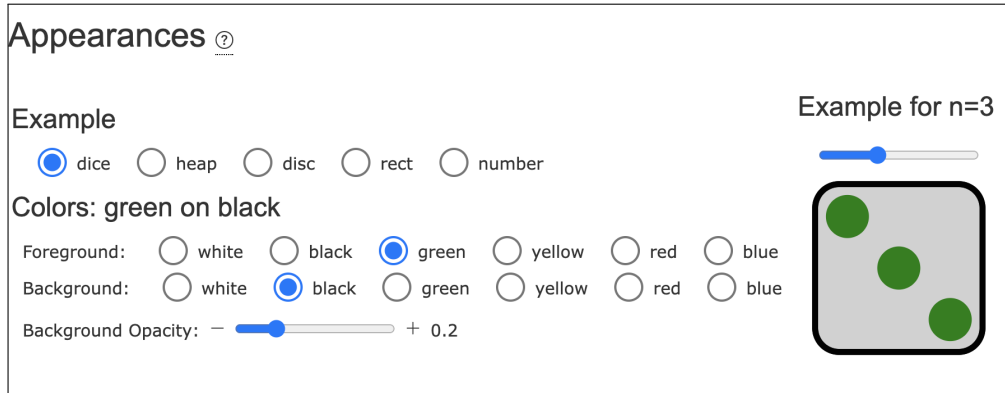 Appearances ?
Example for n=3
Example
dice heap disc rect number
Colors: green on black
Foreground: white black green yellow red blue
Background: white black green yellow red blue
Background Opacity: − + 0.2